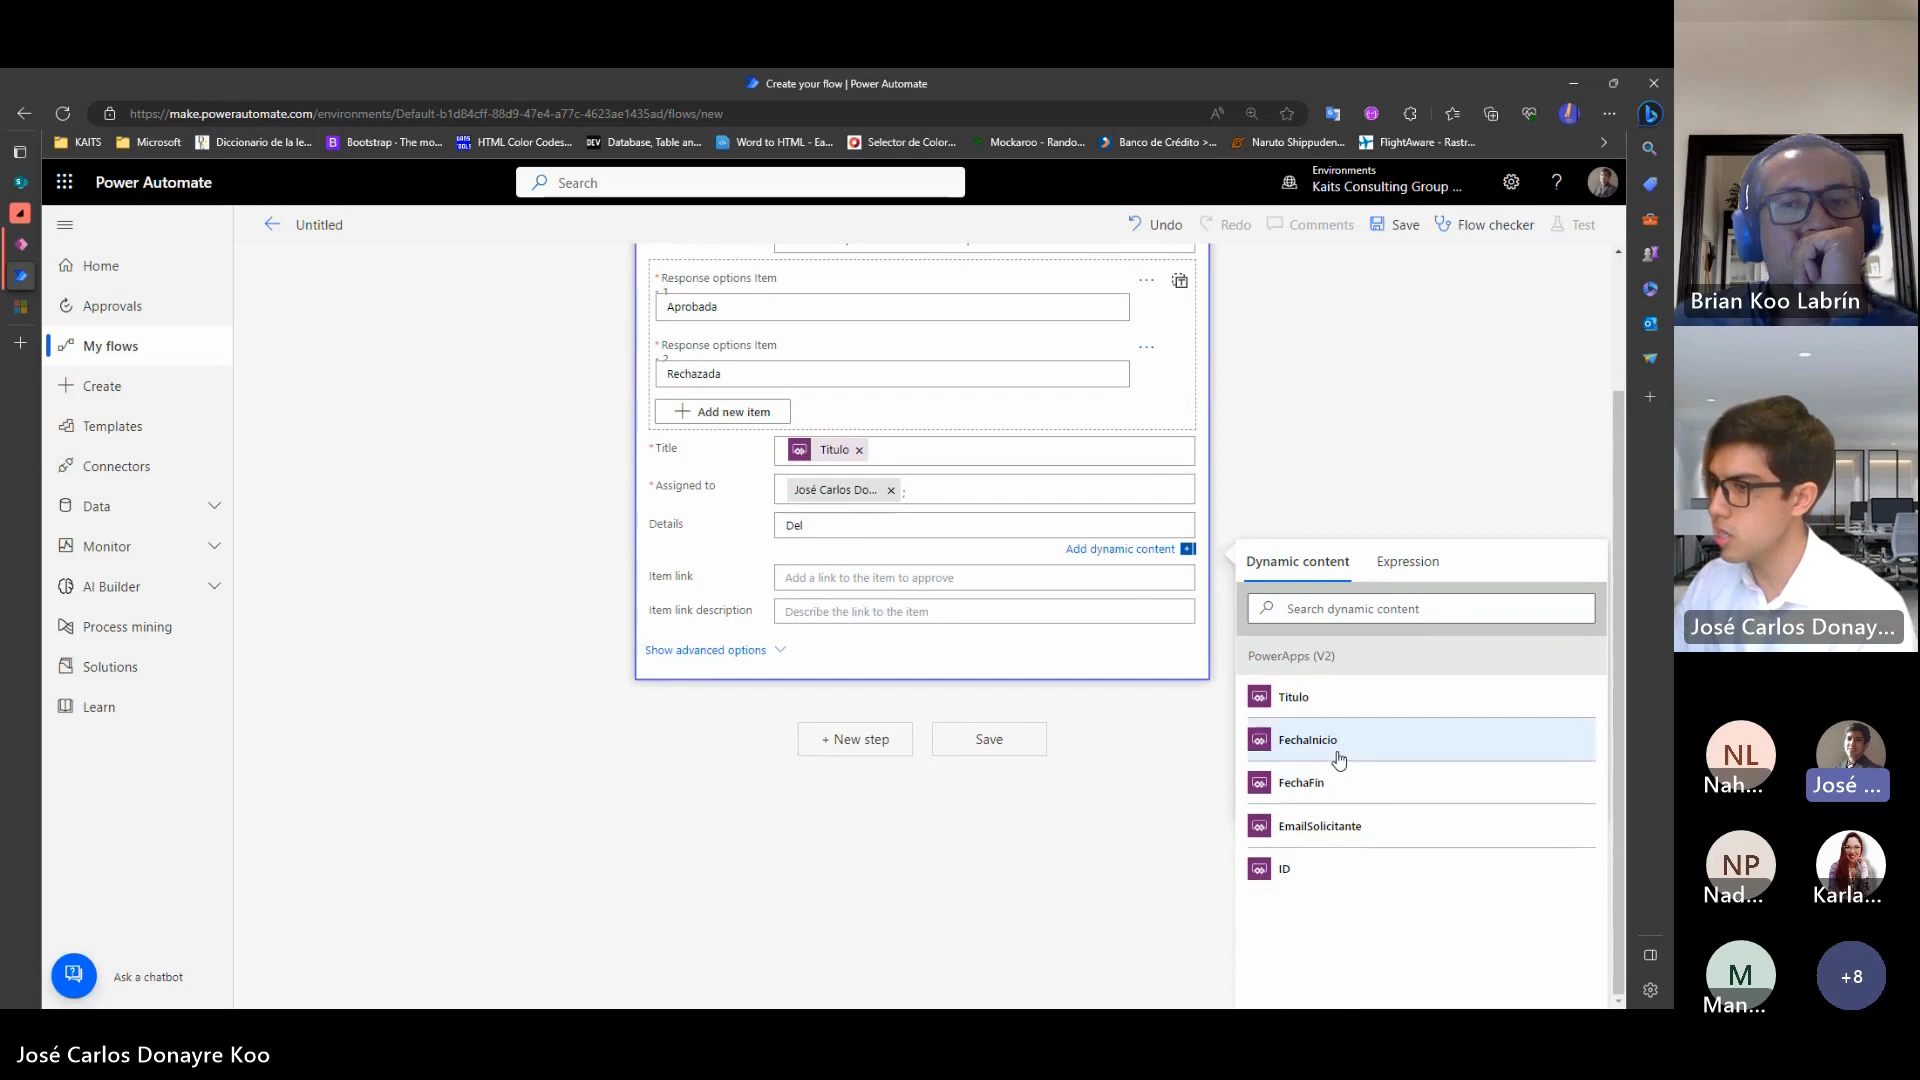 Create your flow | Power Automate
https://make.powerautomate.com/environments/Default-b1d84cff-88d9-47e4-a77c-4623ae1435ad/flows/new
KAITS
Microsoft
Diccionario de la le...
Bootstrap · The mo...
HTML Color Codes...
DEV
Database, Table an...
Word to HTML - Ea...
Selector de Color...
Mockaroo - Rando...
Banco de Crédito >...
Naruto Shippuden...
FlightAware - Rastr...
Power Automate
Search
Environments
Kaits Consulting Group ...
Untitled
Undo
Redo
Comments
Save
Flow checker
Test
Home
Approvals
My flows
Create
Templates
Connectors
Data
Monitor
AI Builder
Process mining
Solutions
Learn
Ask a chatbot
* Response options Item
- 1
Aprobada
* Response options Item
- 2
Rechazada
Add new item
* Title
Titulo
* Assigned to
José Carlos Do... ;
Details
Del
Add dynamic content
Item link
Add a link to the item to approve
Item link description
Describe the link to the item
Show advanced options
+ New step
Save
Dynamic content
Expression
Search dynamic content
PowerApps (V2)
Titulo
FechaInicio
FechaFin
EmailSolicitante
ID
Brian Koo Labrín
José Carlos Donay...
NL
Nah...
José ...
NP
Nad...
Karla...
M
Man...
+8
José Carlos Donayre Koo